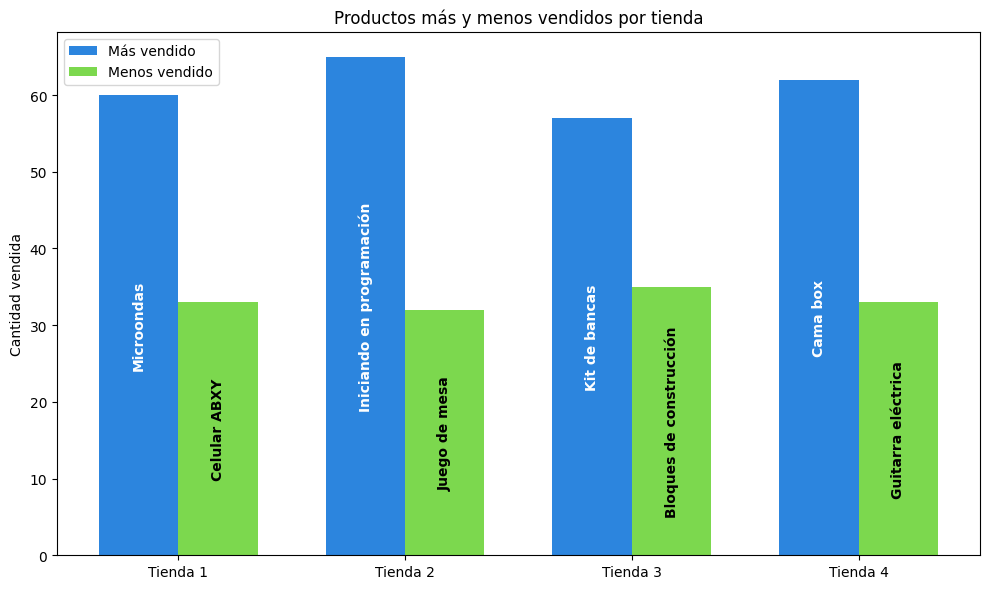 Productos más y menos vendidos por tienda
Más vendido
Menos vendido
Cantidad vendida
60
50
40
30
20
10
0
Microondas
Celular ABXY
Iniciando en programación
Juego de mesa
Kit de bancas
Bloques de construcción
Cama box
Guitarra eléctrica
Tienda 1
Tienda 2
Tienda 3
Tienda 4